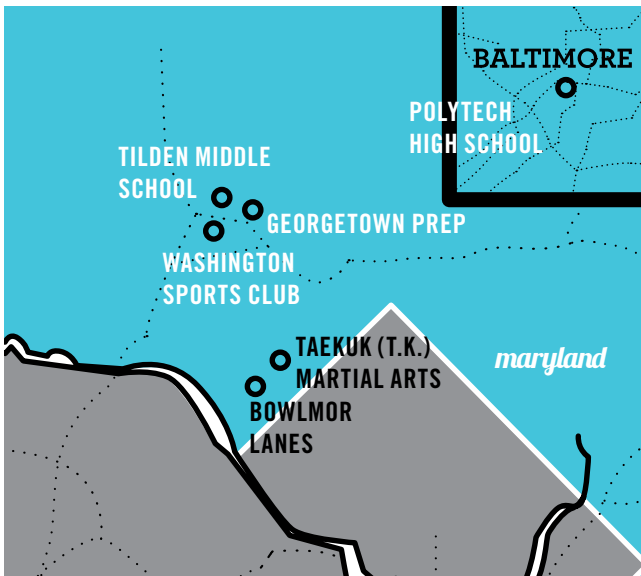 BALTIMORE
POLYTECH
HIGH SCHOOL
TILDEN MIDDLE
SCHOOL
GEORGETOWN PREP
WASHINGTON
SPORTS CLUB
TAEKUK (T.K.)
MARTIAL ARTS
maryland
BOWLMOR
LANES